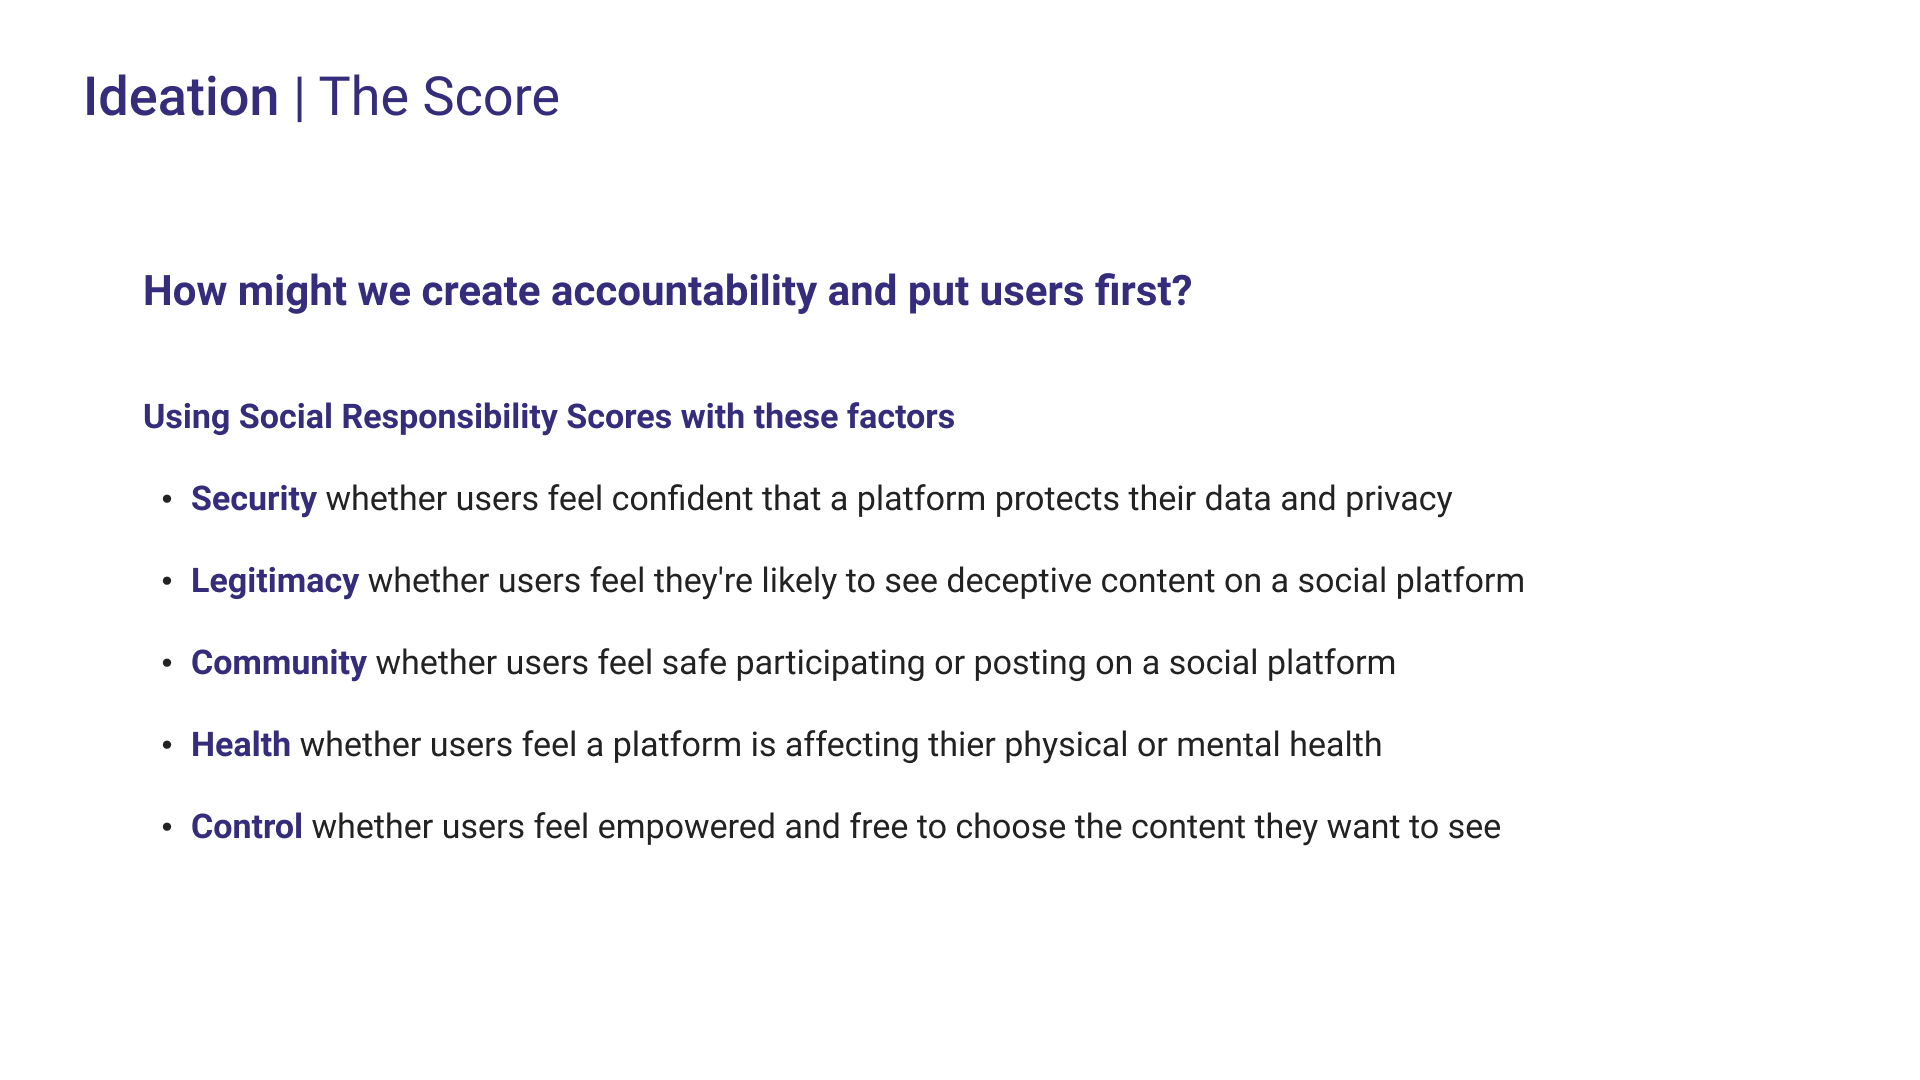 Ideation | The Score
How might we create accountability and put users first?
Using Social Responsibility Scores with these factors
• Security whether users feel confident that a platform protects their data and privacy
• Legitimacy whether users feel they're likely to see deceptive content on a social platform
• Community whether users feel safe participating or posting on a social platform
• Health whether users feel a platform is affecting thier physical or mental health
• Control whether users feel empowered and free to choose the content they want to see